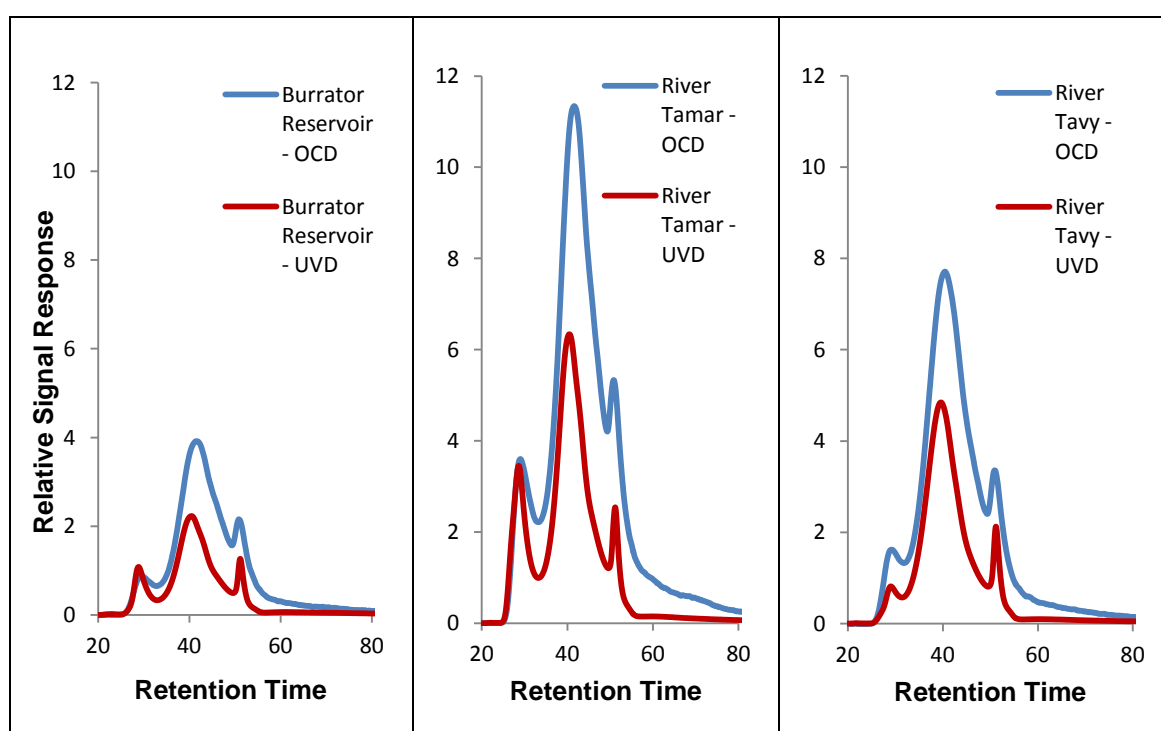 12
10
8
6
4
2
0
Relative Signal Response
Burrator
Reservoir
- OCD
Burrator
Reservoir
- UVD
20 40 60 80
Retention Time
12
10
8
6
4
2
0
River
Tamar -
OCD
River
Tamar -
UVD
20 40 60 80
Retention Time
12
10
8
6
4
2
0
River
Tavy -
OCD
River
Tavy -
UVD
20 40 60 80
Retention Time